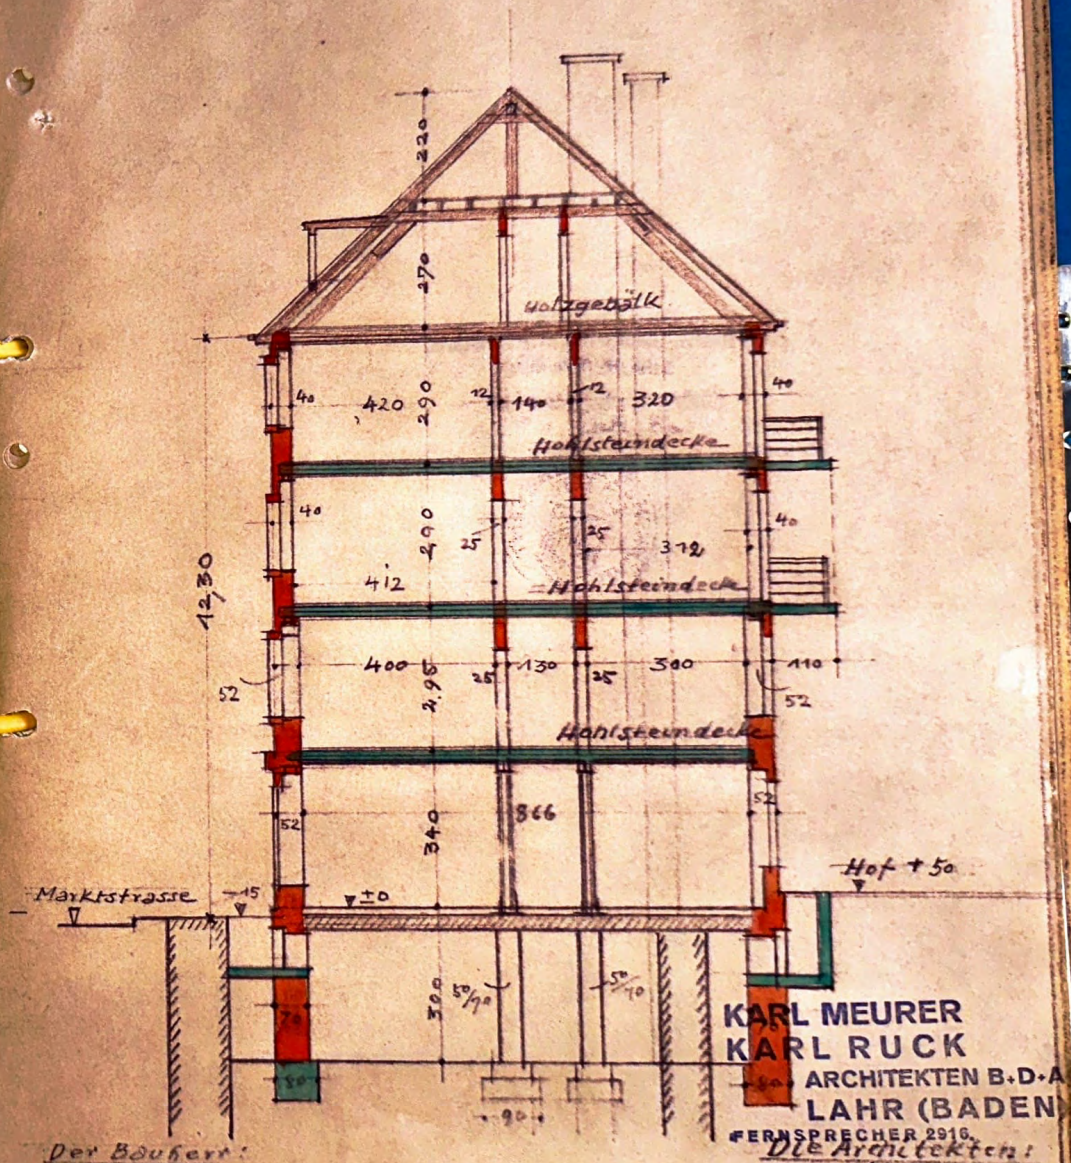 220
270
Holzgebälk
40 420 290 12 140 12 320 40
Hohlsteindecke
40 290 25 25 312 40
412
Hohlsteindecke
12,30
400 2.95 25 130 25 300 110
52 52
Hohlsteindecke
52 340 866 52
Marktstrasse -15 ±0 Hof + 50
300 50/90 50/90
70
80 90 80
KARL MEURER
KARL RUCK
ARCHITEKTEN B.D.A
LAHR (BADEN)
FERNSPRECHER 2916.
Der Bauherr: Die Architekten: